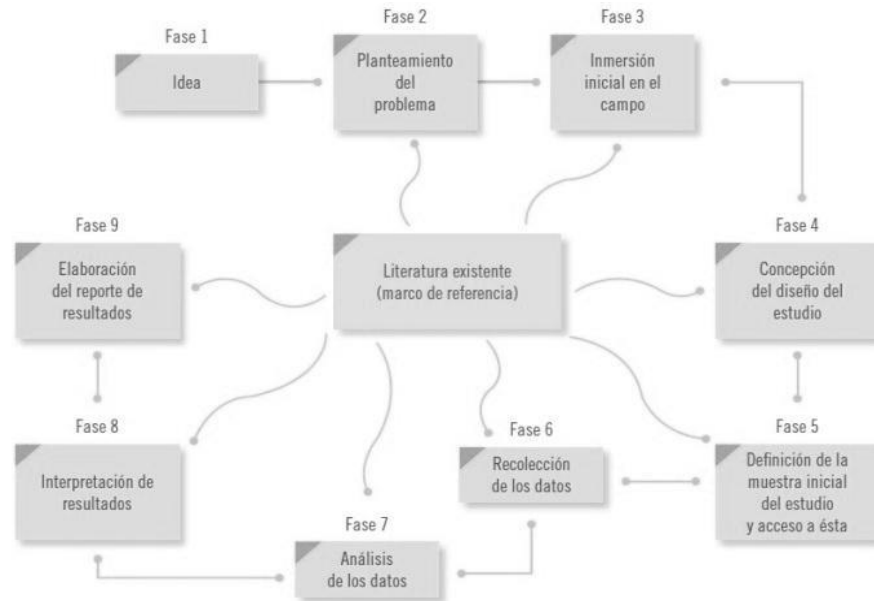 Fase 1
Idea
Fase 2
Planteamiento
del
problema
Fase 3
Inmersión
inicial en el
campo
Fase 4
Concepción
del diseño del
estudio
Literatura existente
(marco de referencia)
Fase 5
Definición de la
muestra inicial
del estudio
y acceso a ésta
Fase 6
Recolección
de los datos
Fase 7
Análisis
de los datos
Fase 8
Interpretación de
resultados
Fase 9
Elaboración
del reporte de
resultados